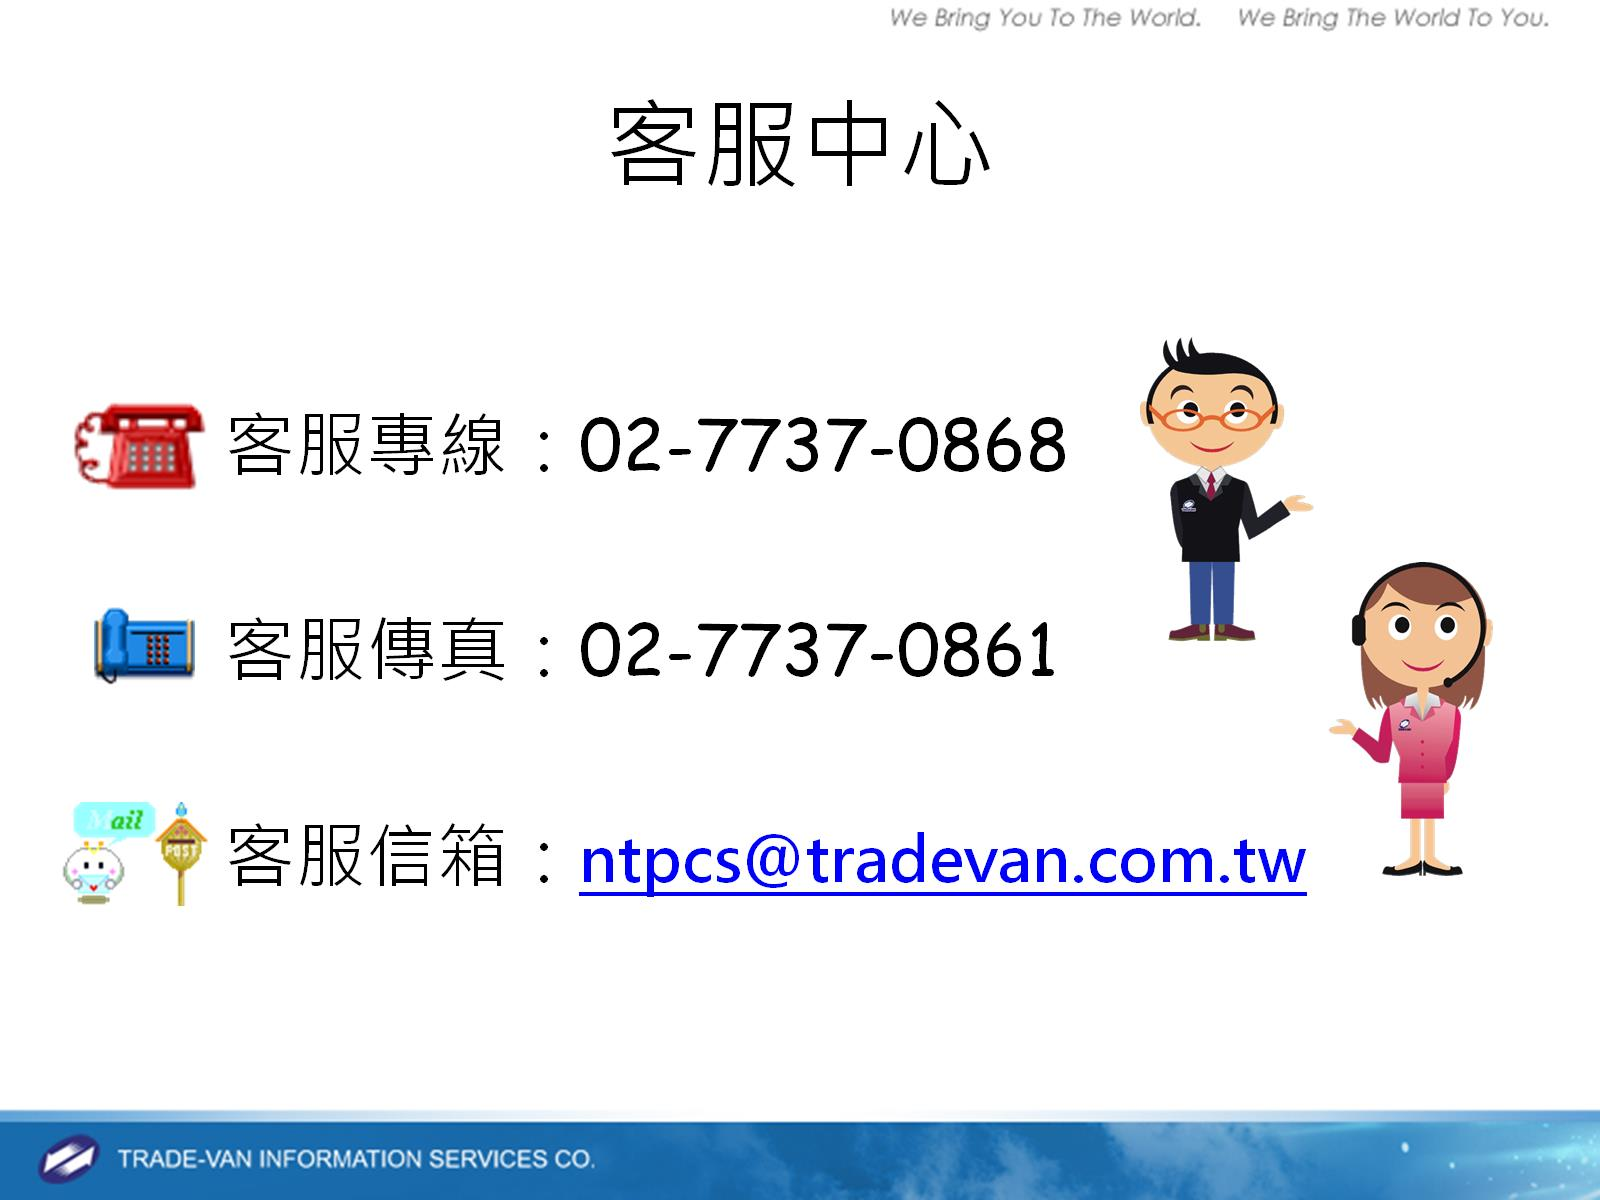 We Bring You To The World. We Bring The World To You.
客服中心
客服專線：02-7737-0868
客服傳真：02-7737-0861
Mail
POST
客服信箱：ntpcs@tradevan.com.tw
TRADE-VAN INFORMATION SERVICES CO.